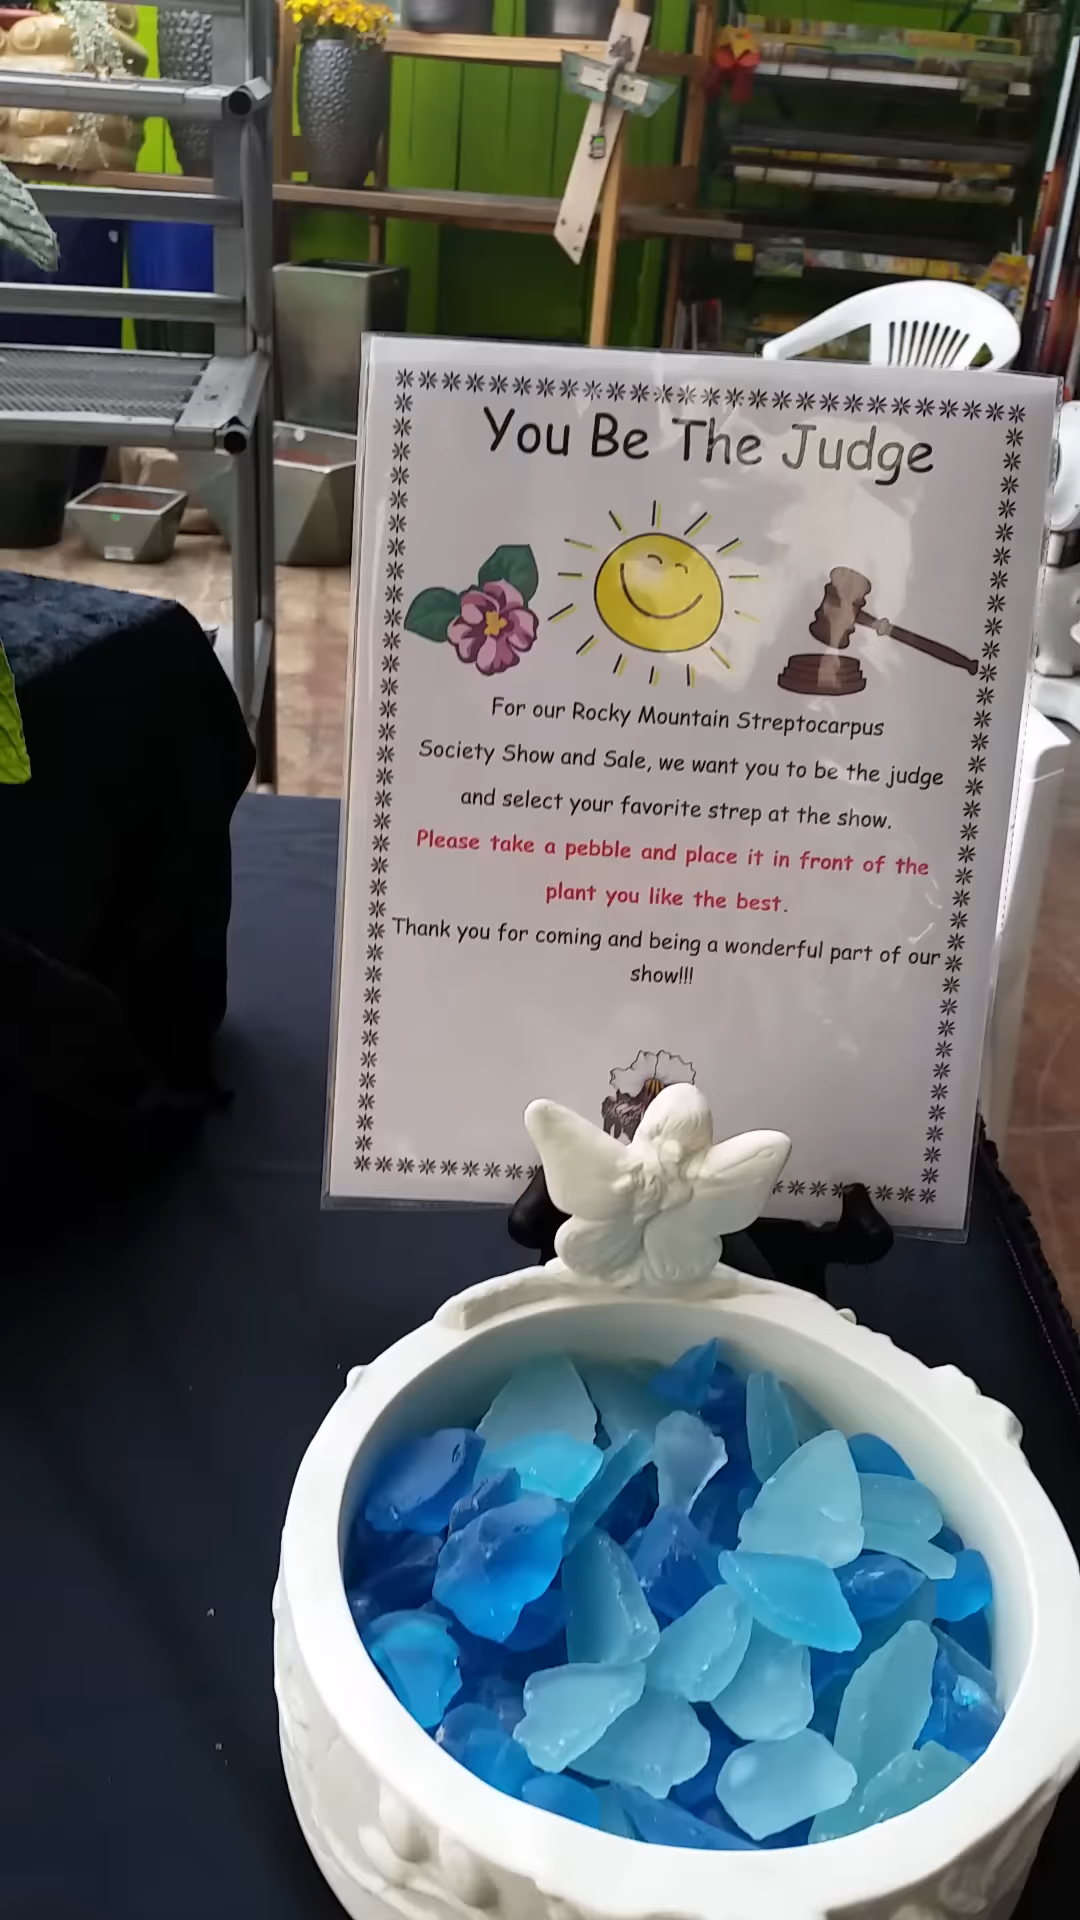 You Be The Judge
For our Rocky Mountain Streptocarpus
Society Show and Sale, we want you to be the judge
and select your favorite strep at the show.
Please take a pebble and place it in front of the
plant you like the best.
Thank you for coming and being a wonderful part of our
show!!!